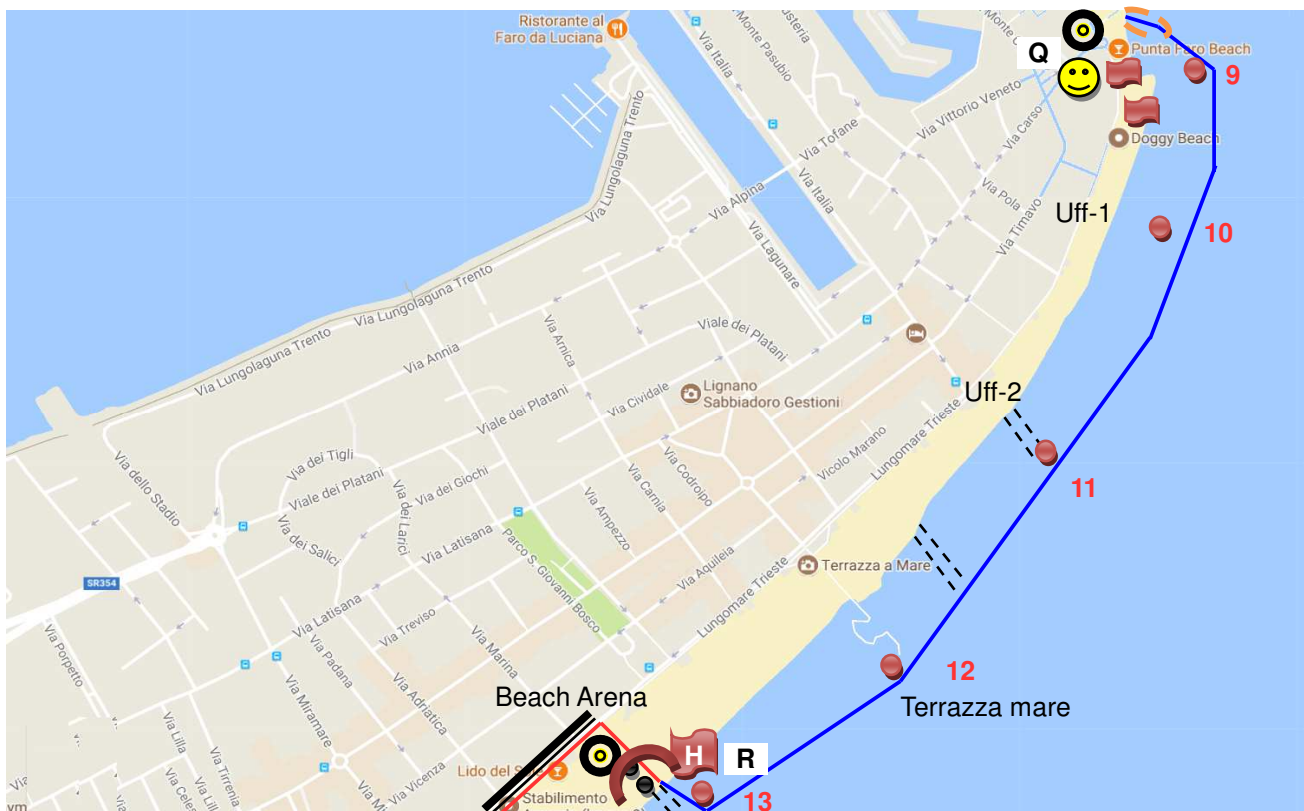 Ristorante al
Faro da Luciana
Via Italia
Monte Pasubio
Q
Punta Faro Beach
9
Via Vittorio Veneto
Via Carso
Doggy Beach
Via Tofane
Via Lungolaguna Trento
Via Alpina
Via Italia
Via Pola
Uff-1
Via Timavo
10
Via Lagunare
Via Lungolaguna Trento
Via Lungolaguna Trento
Via Annia
Via Arnica
Viale dei Platani
Viale dei Platani
Via Cividale
Lignano
Sabbiadoro Gestioni
Uff-2
Lungomare Trieste
Vicolo Marano
Via dei Tigli
Via dello Stadio
Viale dei Platani
Via dei Giochi
Via dei Larici
Via Carnia
Via Codroipo
11
Via dei Salici
Via Latisana
Via Ampezzo
Parco S. Giovanni Bosco
Via Aquileia
Terrazza a Mare
SR354
Lungomare Trieste
Via Latisana
Via Treviso
Via Porpetto
Via Padana
Via Marina
12
Beach Arena
Terrazza mare
Via Miramare
Via Adriatica
Via Lilla
Via Tirrenia
Via Vicenza
H
R
Stabilimento
13